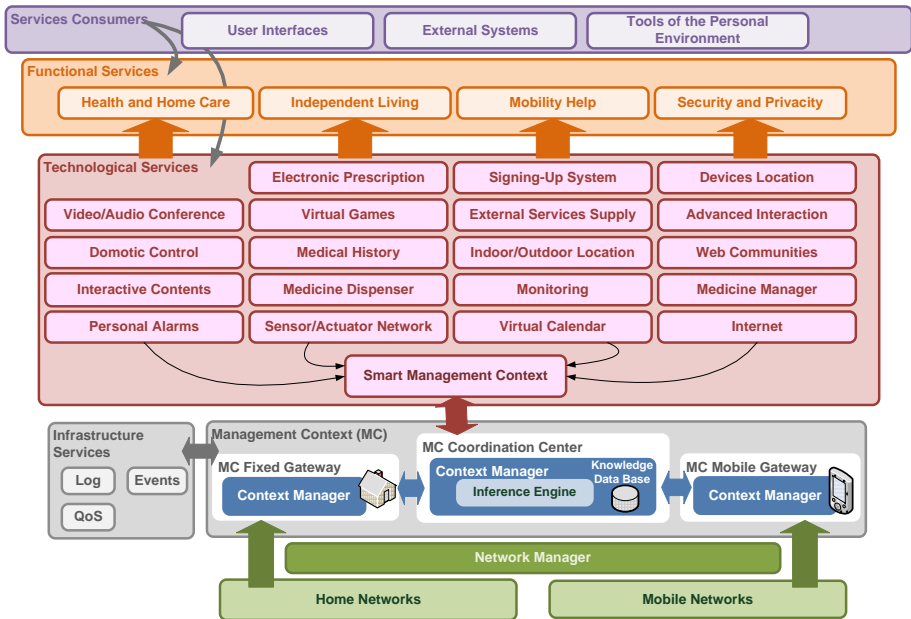 Services Consumers
User Interfaces
External Systems
Tools of the Personal
Environment
Functional Services
Health and Home Care
Independent Living
Mobility Help
Security and Privacity
Technological Services
Electronic Prescription
Signing-Up System
Devices Location
Video/Audio Conference
Virtual Games
External Services Supply
Advanced Interaction
Domotic Control
Medical History
Indoor/Outdoor Location
Web Communities
Interactive Contents
Medicine Dispenser
Monitoring
Medicine Manager
Personal Alarms
Sensor/Actuator Network
Virtual Calendar
Internet
Smart Management Context
Infrastructure
Services
Log
Events
QoS
Management Context (MC)
MC Fixed Gateway
Context Manager
MC Coordination Center
Context Manager
Inference Engine
Knowledge
Data Base
MC Mobile Gateway
Context Manager
Network Manager
Home Networks
Mobile Networks